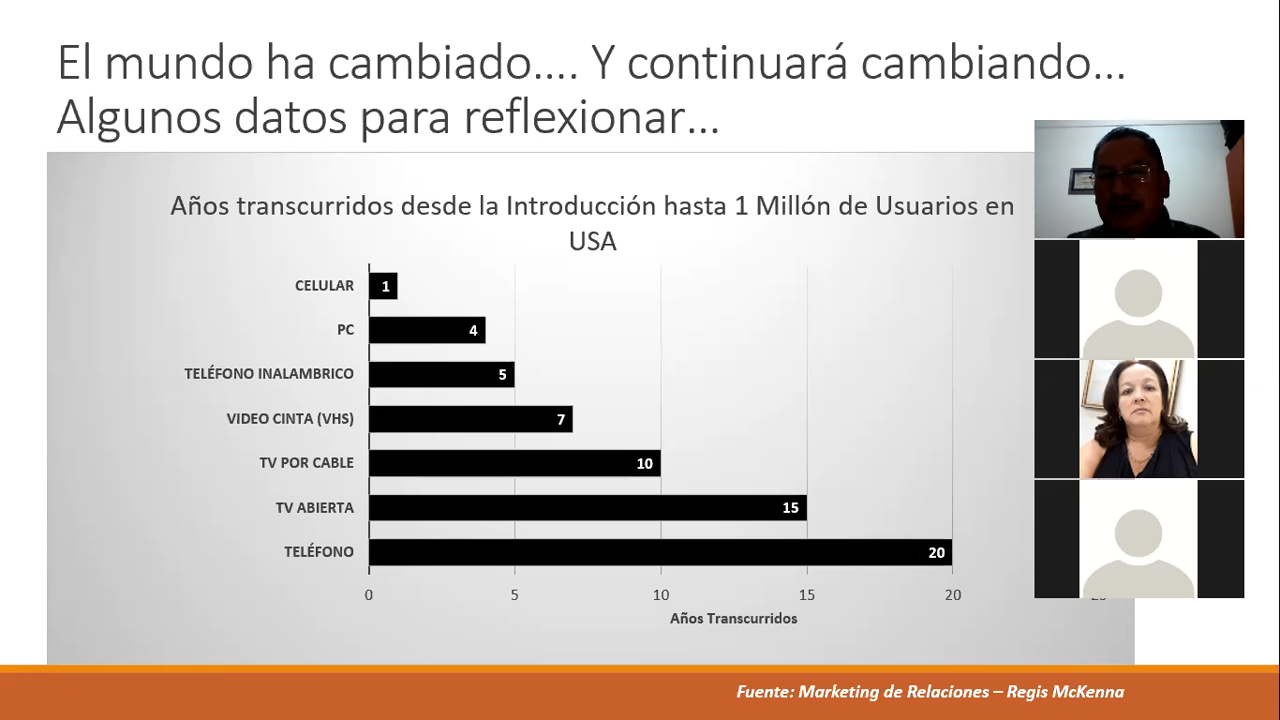 El mundo ha cambiado.... Y continuará cambiando...
Algunos datos para reflexionar...
Años transcurridos desde la Introducción hasta 1 Millón de Usuarios en
USA
CELULAR 1
PC 4
TELÉFONO INALAMBRICO 5
VIDEO CINTA (VHS) 7
TV POR CABLE 10
TV ABIERTA 15
TELÉFONO 20
0 5 10 15 20
Años Transcurridos
Fuente: Marketing de Relaciones – Regis McKenna